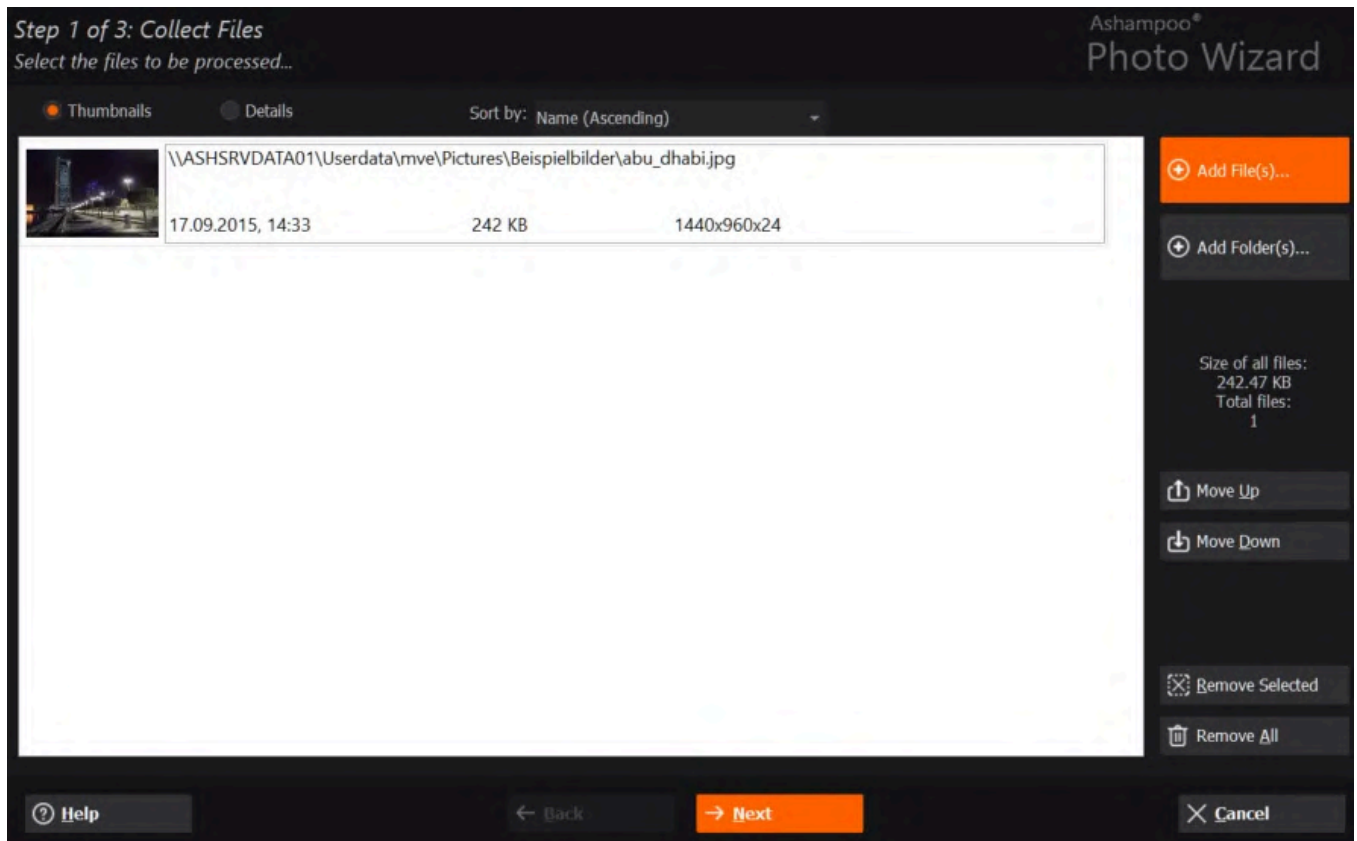 Step 1 of 3: Collect Files
Select the files to be processed...
Ashampoo®
Photo Wizard
Thumbnails
Details
Sort by: Name (Ascending)
\\ASHSRVDATA01\Userdata\mve\Pictures\Beispielbilder\abu_dhabi.jpg
17.09.2015, 14:33 242 KB 1440x960x24
Add File(s)...
Add Folder(s)...
Size of all files:
242.47 KB
Total files:
1
Move Up
Move Down
Remove Selected
Remove All
Help
Back
Next
Cancel